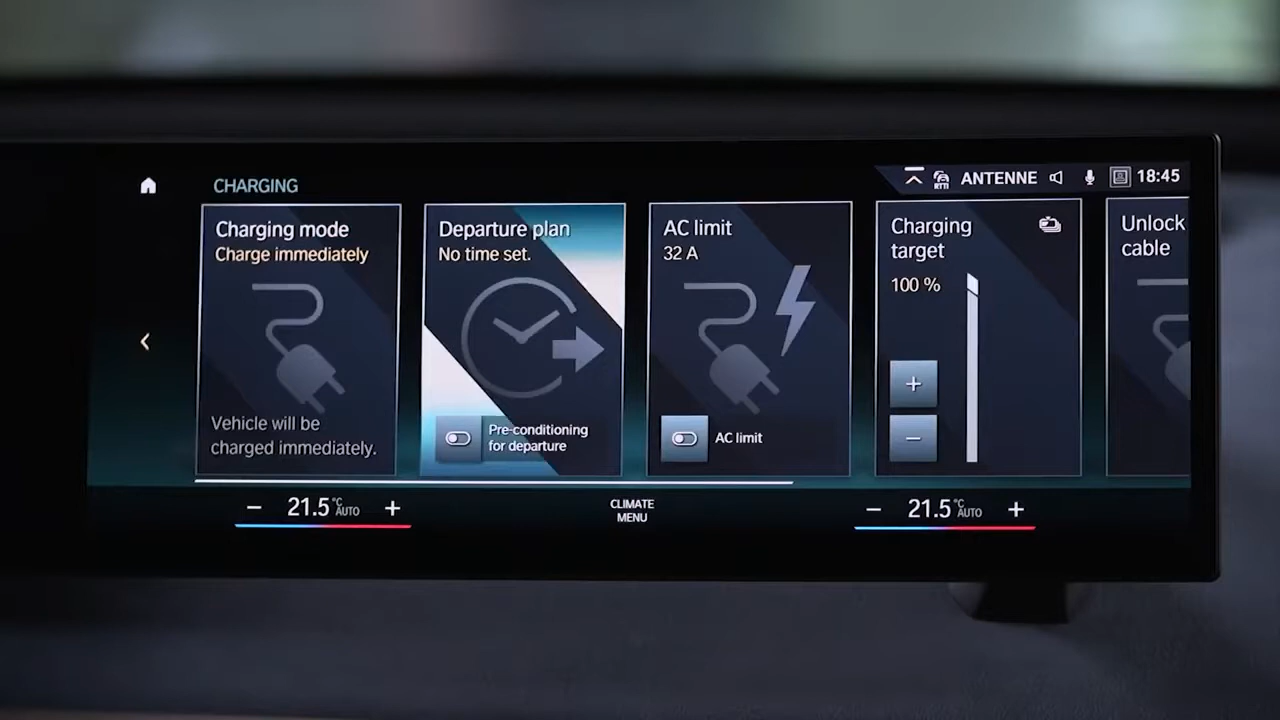 CHARGING
RTTI
ANTENNE
18:45
Charging mode
Charge immediately
Vehicle will be
charged immediately.
Departure plan
No time set.
Pre-conditioning
for departure
AC limit
32 A
AC limit
Charging
target
100 %
+
−
Unlock
cable
− 21.5 °C AUTO +
CLIMATE
MENU
− 21.5 °C AUTO +